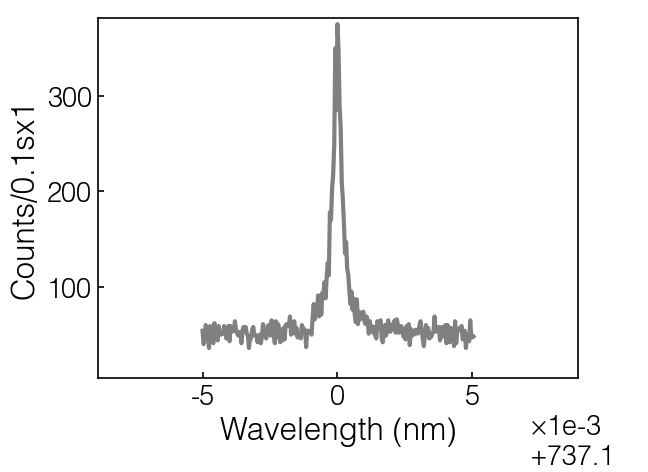 Counts/0.1sx1
300
200
100
-5 0 5
Wavelength (nm)
×1e-3
+737.1